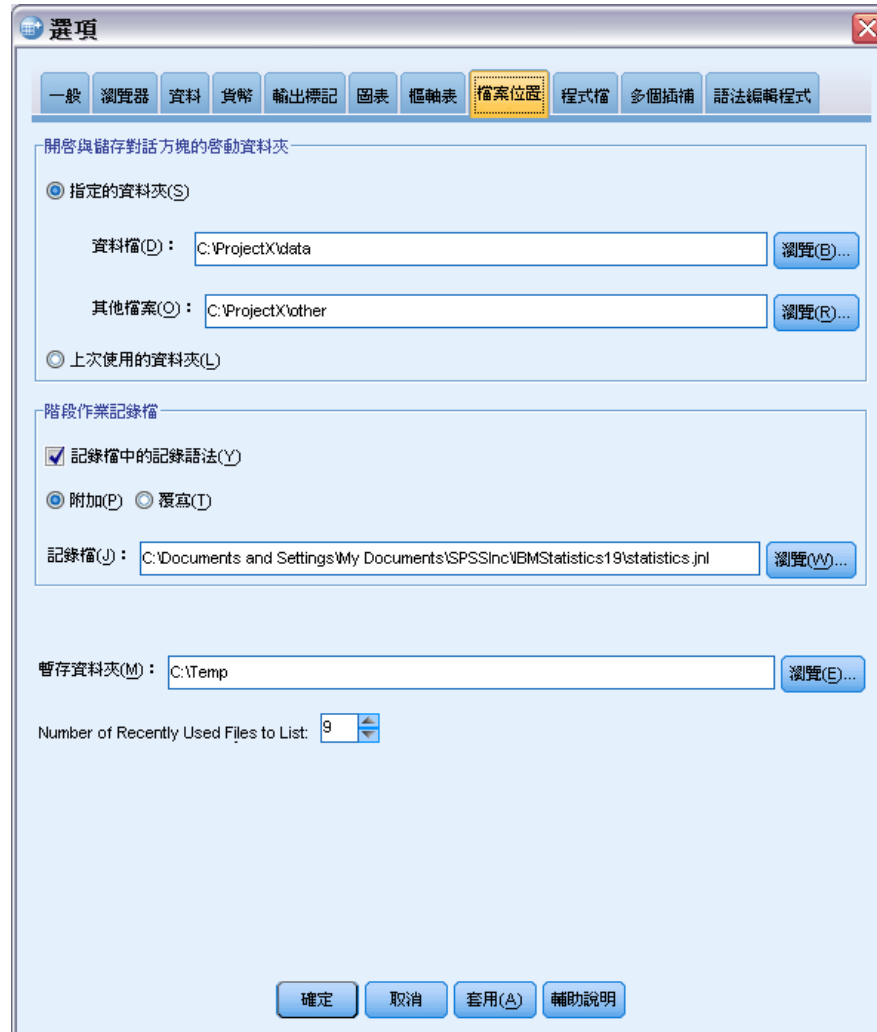 選項
一般 瀏覽器 資料 貨幣 輸出標記 圖表 樞軸表 檔案位置 程式檔 多個插補 語法編輯程式
開啟與儲存對話方塊的啟動資料夾
指定的資料夾(S)
資料檔(D)： C:\ProjectX\data 瀏覽(B)...
其他檔案(O)： C:\ProjectX\other 瀏覽(R)...
上次使用的資料夾(L)
階段作業記錄檔
記錄檔中的記錄語法(Y)
附加(P) 覆寫(T)
記錄檔(J)： C:\Documents and Settings\My Documents\SPSSInc\IBMStatistics19\statistics.jnl 瀏覽(W)...
暫存資料夾(M)： C:\Temp 瀏覽(E)...
Number of Recently Used Files to List: 9
確定 取消 套用(A) 輔助說明